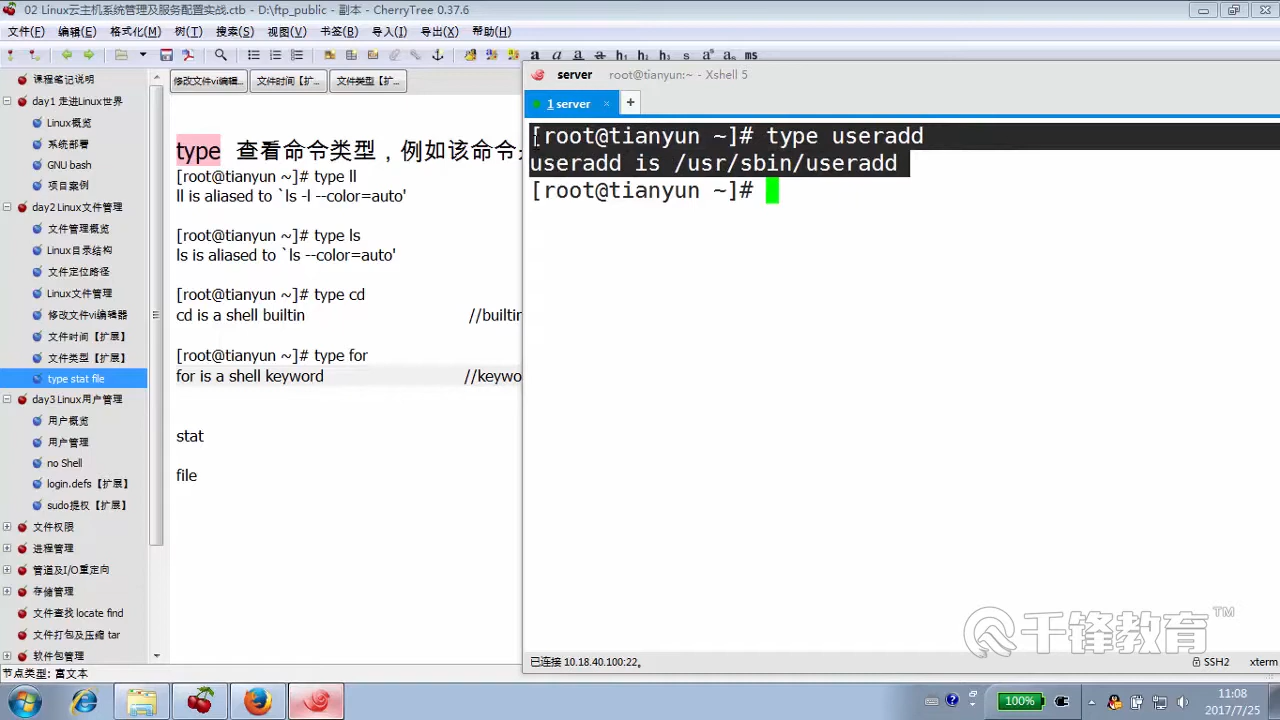 02 Linux云主机系统管理及服务配置实战.ctb - D:\ftp_public - 副本 - CherryTree 0.37.6
文件(F) 编辑(E) 格式化(M) 树(T) 搜索(S) 视图(V) 书签(B) 导入(I) 导出(X) 帮助(H)
a a a a h1 h2 h3 s a a ms
课程笔记说明
day1 走进Linux世界
Linux概览
系统部署
GNU bash
项目案例
day2 Linux文件管理
文件管理概览
Linux目录结构
文件定位路径
Linux文件管理
修改文件vi编辑器
文件时间【扩展】
文件类型【扩展】
type stat file
day3 Linux用户管理
用户概览
用户管理
no Shell
login.defs【扩展】
sudo提权【扩展】
文件权限
进程管理
管道及I/O重定向
存储管理
文件查找 locate find
文件打包及压缩 tar
软件包管理
节点类型: 富文本
修改文件vi编辑...
文件时间【扩...
文件类型【扩...
type 查看命令类型，例如该命令
[root@tianyun ~]# type ll
ll is aliased to `ls -l --color=auto'
[root@tianyun ~]# type ls
ls is aliased to `ls --color=auto'
[root@tianyun ~]# type cd
cd is a shell builtin //builtin
[root@tianyun ~]# type for
for is a shell keyword //keywo
stat
file
server root@tianyun:~ - Xshell 5
1 server × +
[root@tianyun ~]# type useradd
useradd is /usr/sbin/useradd
[root@tianyun ~]#
千锋教育™
已连接 10.18.40.100:22。
SSH2 xterm
100%
11:08
2017/7/25